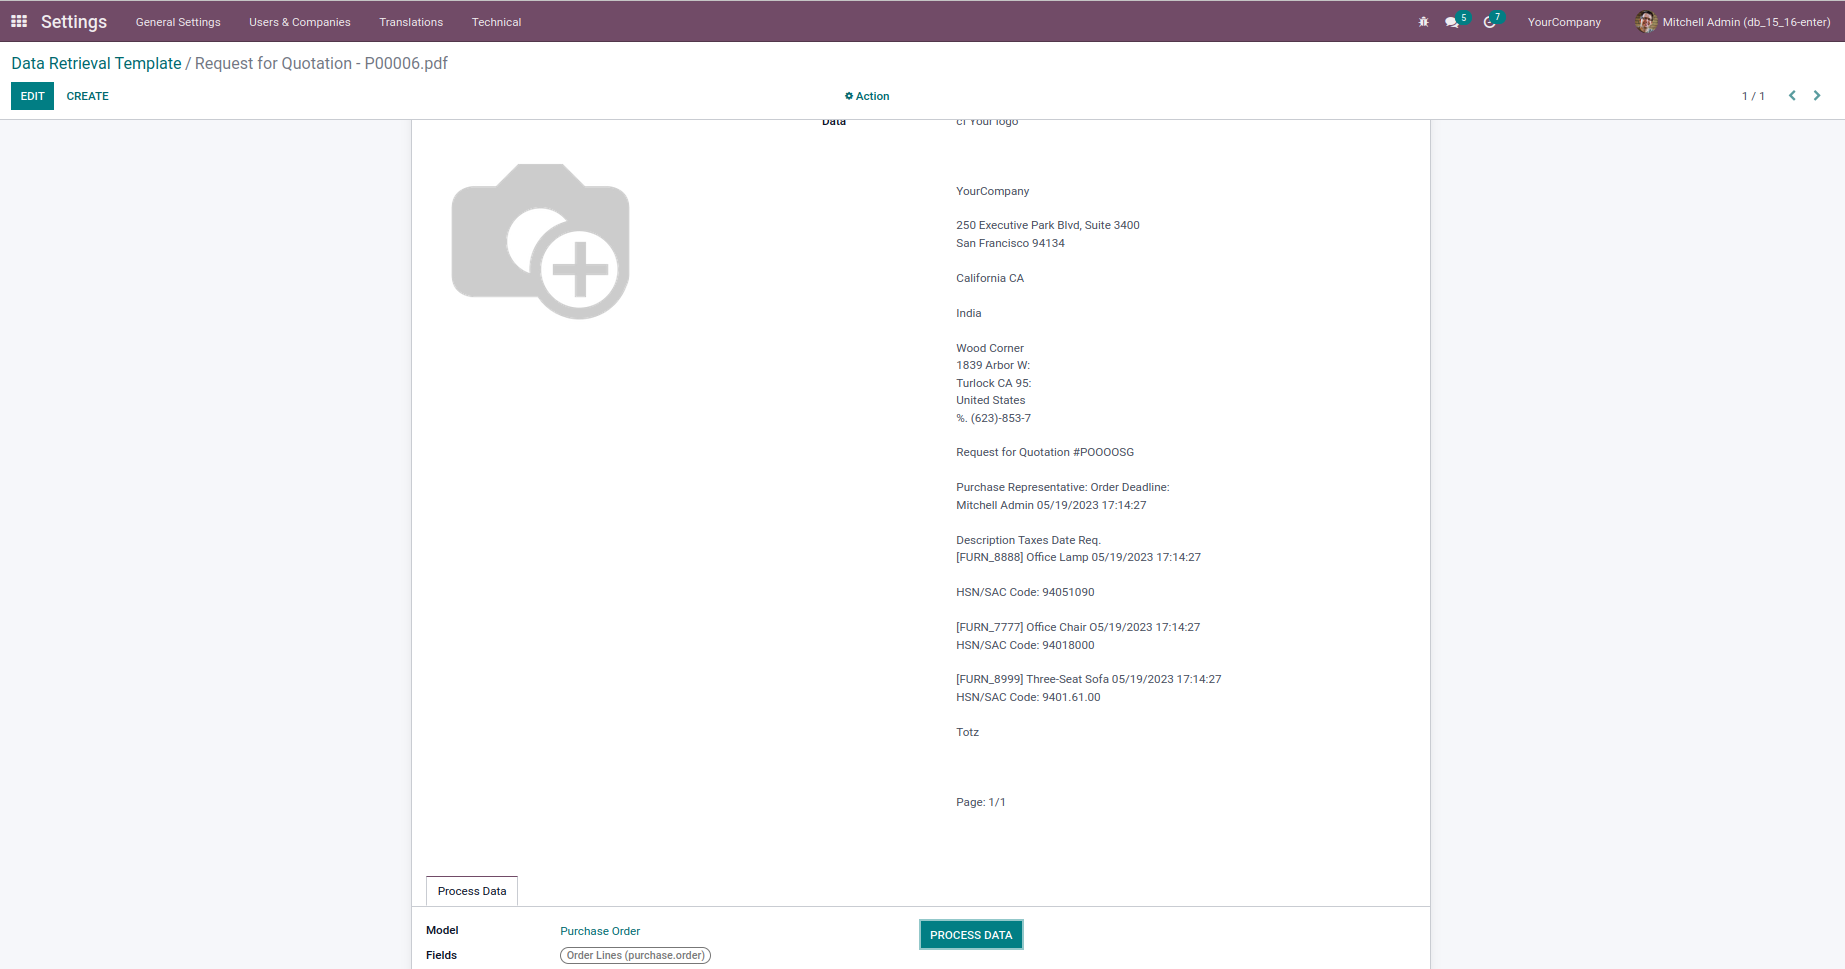 Settings General Settings Users & Companies Translations Technical 5 7 YourCompany Mitchell Admin (db_15_16-enter)
Data Retrieval Template / Request for Quotation - P00006.pdf
EDIT CREATE Action 1 / 1
Data cf Your logo
YourCompany
250 Executive Park Blvd, Suite 3400
San Francisco 94134
California CA
India
Wood Corner
1839 Arbor W:
Turlock CA 95:
United States
%. (623)-853-7
Request for Quotation #POOOOSG
Purchase Representative: Order Deadline:
Mitchell Admin 05/19/2023 17:14:27
Description Taxes Date Req.
[FURN_8888] Office Lamp 05/19/2023 17:14:27
HSN/SAC Code: 94051090
[FURN_7777] Office Chair O5/19/2023 17:14:27
HSN/SAC Code: 94018000
[FURN_8999] Three-Seat Sofa 05/19/2023 17:14:27
HSN/SAC Code: 9401.61.00
Totz
Page: 1/1
Process Data
Model Purchase Order PROCESS DATA
Fields Order Lines (purchase.order)